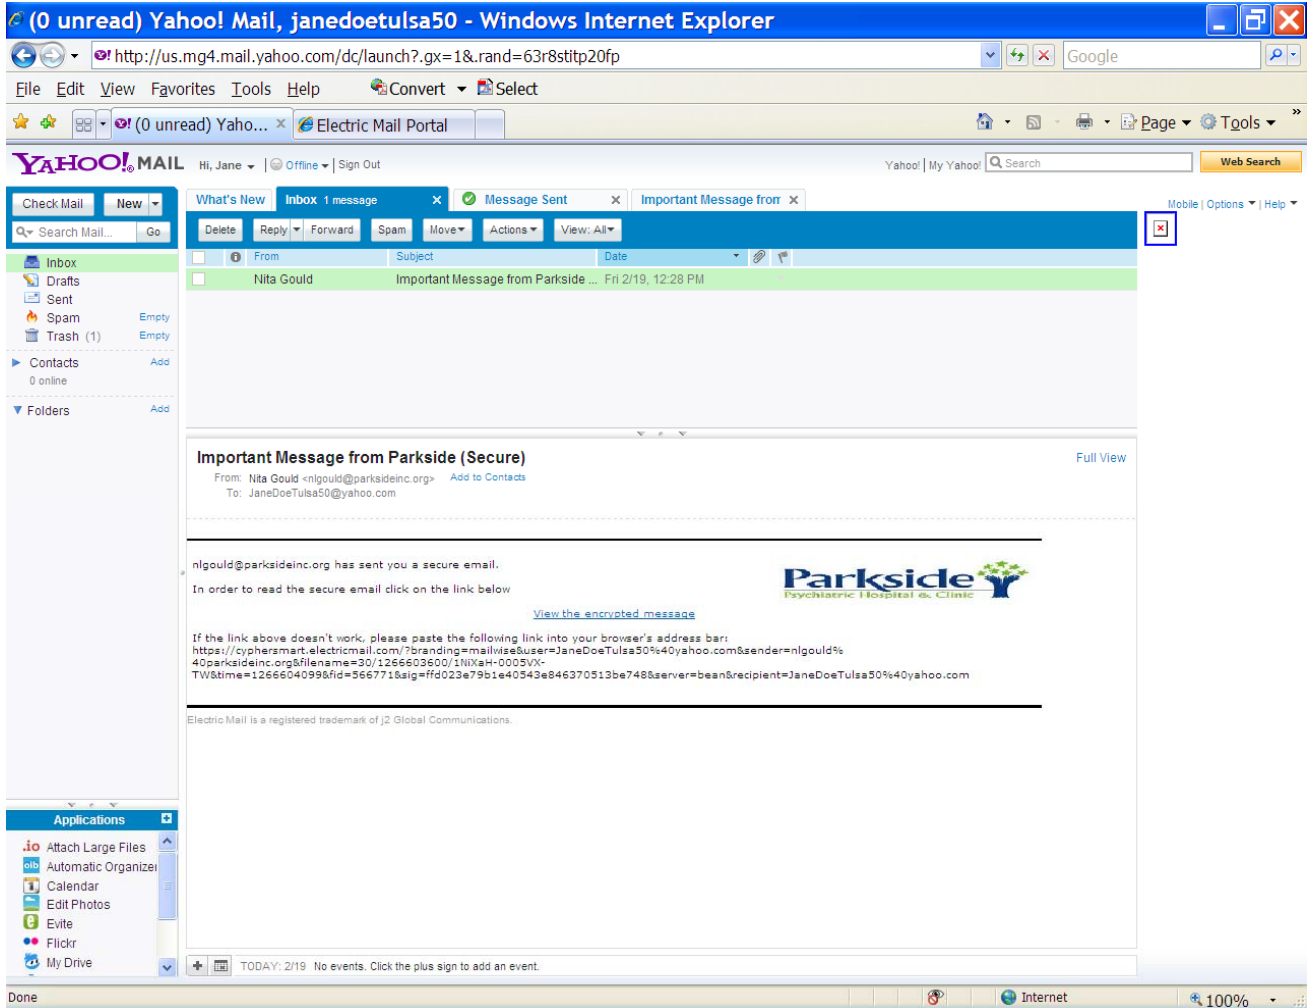 (0 unread) Yahoo! Mail, janedoetulsa50 - Windows Internet Explorer
http://us.mg4.mail.yahoo.com/dc/launch?.gx=1&.rand=63r8stitp20fp
Google
File Edit View Favorites Tools Help Convert Select
(0 unread) Yaho... Electric Mail Portal Page Tools
YAHOO! MAIL Hi, Jane Offline | Sign Out Yahoo! | My Yahoo! Search Web Search
What's New Inbox 1 message Message Sent Important Message from
Mobile | Options | Help
Check Mail New
Delete Reply Forward Spam Move Actions View: All
Search Mail... Go
From Subject Date
Nita Gould Important Message from Parkside ... Fri 2/19, 12:28 PM
Inbox
Drafts
Sent
Spam Empty
Trash (1) Empty
Contacts Add
0 online
Folders Add
Important Message from Parkside (Secure)
Full View
From: Nita Gould <nlgould@parksideinc.org> Add to Contacts
To: JaneDoeTulsa50@yahoo.com
nlgould@parksideinc.org has sent you a secure email.
Parkside
Psychiatric Hospital & Clinic
In order to read the secure email click on the link below
View the encrypted message
If the link above doesn't work, please paste the following link into your browser's address bar:
https://cyphersmart.electricmail.com/?branding=mailwise&user=JaneDoeTulsa50%40yahoo.com&sender=nlgould%
40parksideinc.org&filename=30/1266603600/1NiXaH-0005VX-
TW&time=1266604099&fid=566771&sig=ffd023e79b1e40543e846370513be748&server=bean&recipient=JaneDoeTulsa50%40yahoo.com
Electric Mail is a registered trademark of j2 Global Communications.
Applications
.io Attach Large Files
oib Automatic Organizer
Calendar
Edit Photos
Evite
Flickr
My Drive
TODAY: 2/19 No events. Click the plus sign to add an event.
Done Internet 100%